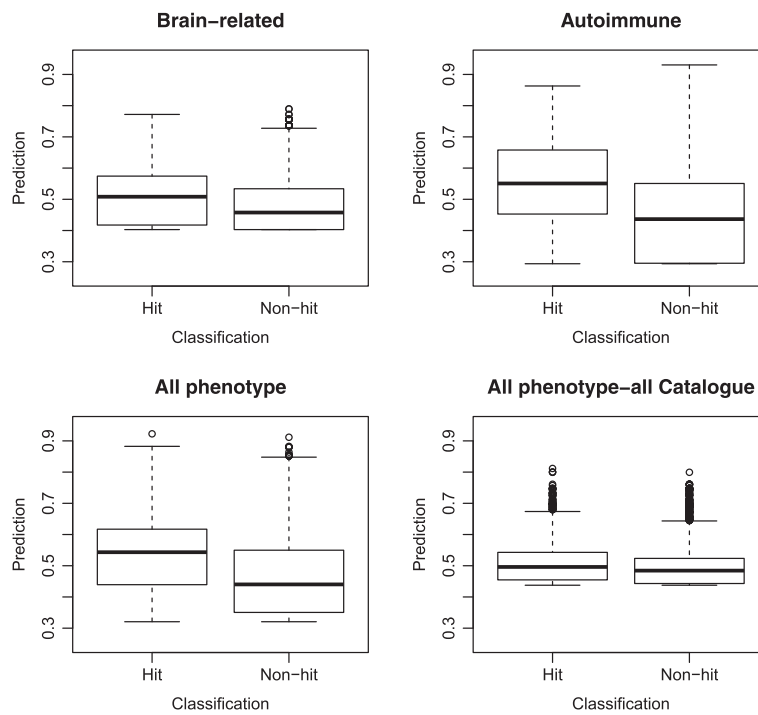 Brain−related
Prediction
0.9
0.7
0.5
0.3
Hit
Non−hit
Classification
Autoimmune
Prediction
0.9
0.7
0.5
0.3
Hit
Non−hit
Classification
All phenotype
Prediction
0.9
0.7
0.5
0.3
Hit
Non−hit
Classification
All phenotype−all Catalogue
Prediction
0.9
0.7
0.5
0.3
Hit
Non−hit
Classification